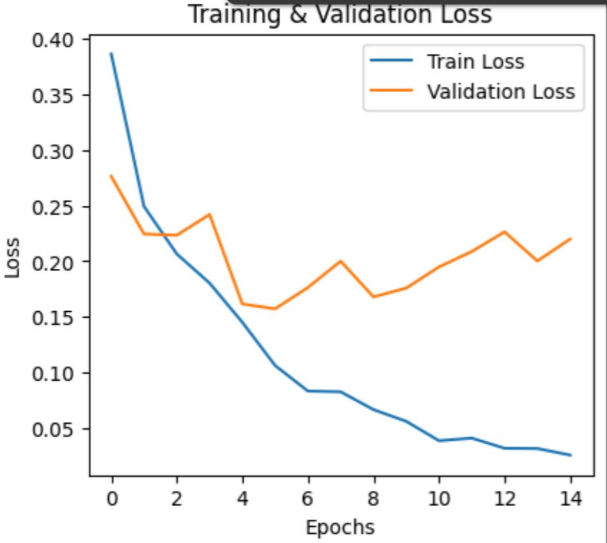 Training & Validation Loss
0.40
0.35
0.30
0.25
0.20
0.15
0.10
0.05
Loss
Train Loss
Validation Loss
0 2 4 6 8 10 12 14
Epochs